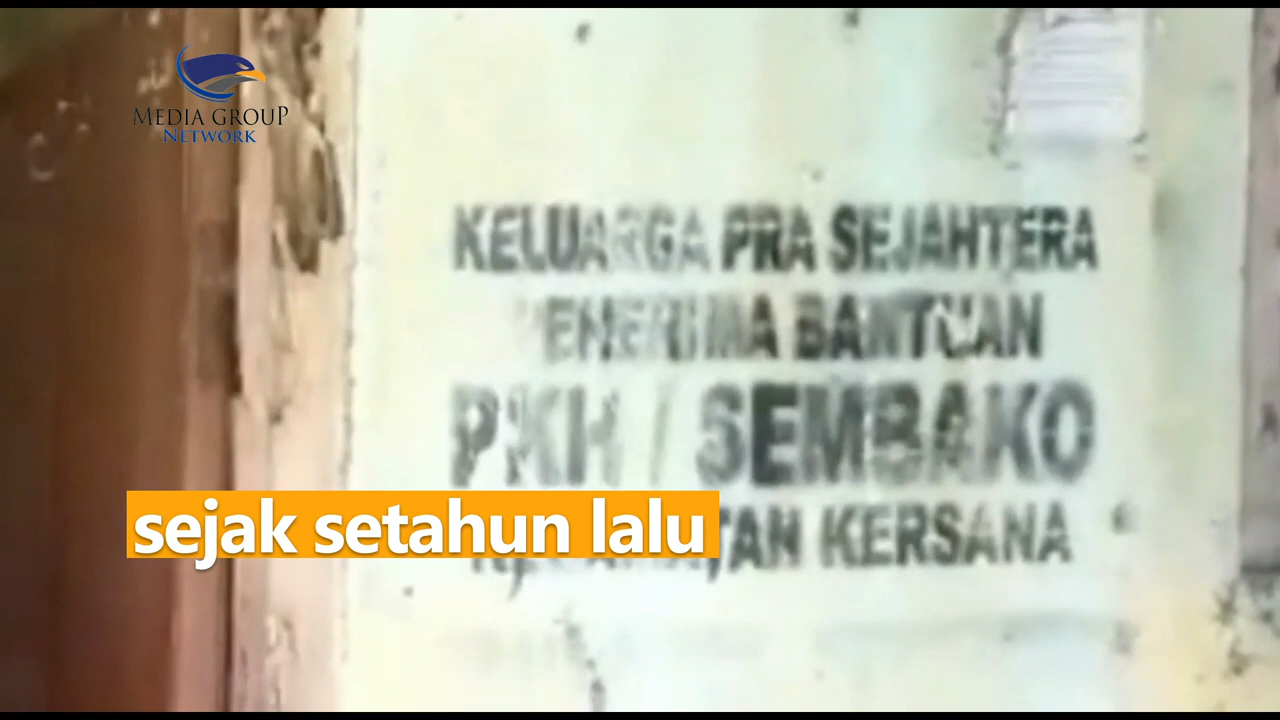 MEDIA GROUP
NETWORK
KELUARGA PRA SEJAHTERA
PENERIMA BANTUAN
PKH / SEMBAKO
KERSANA
sejak setahun lalu